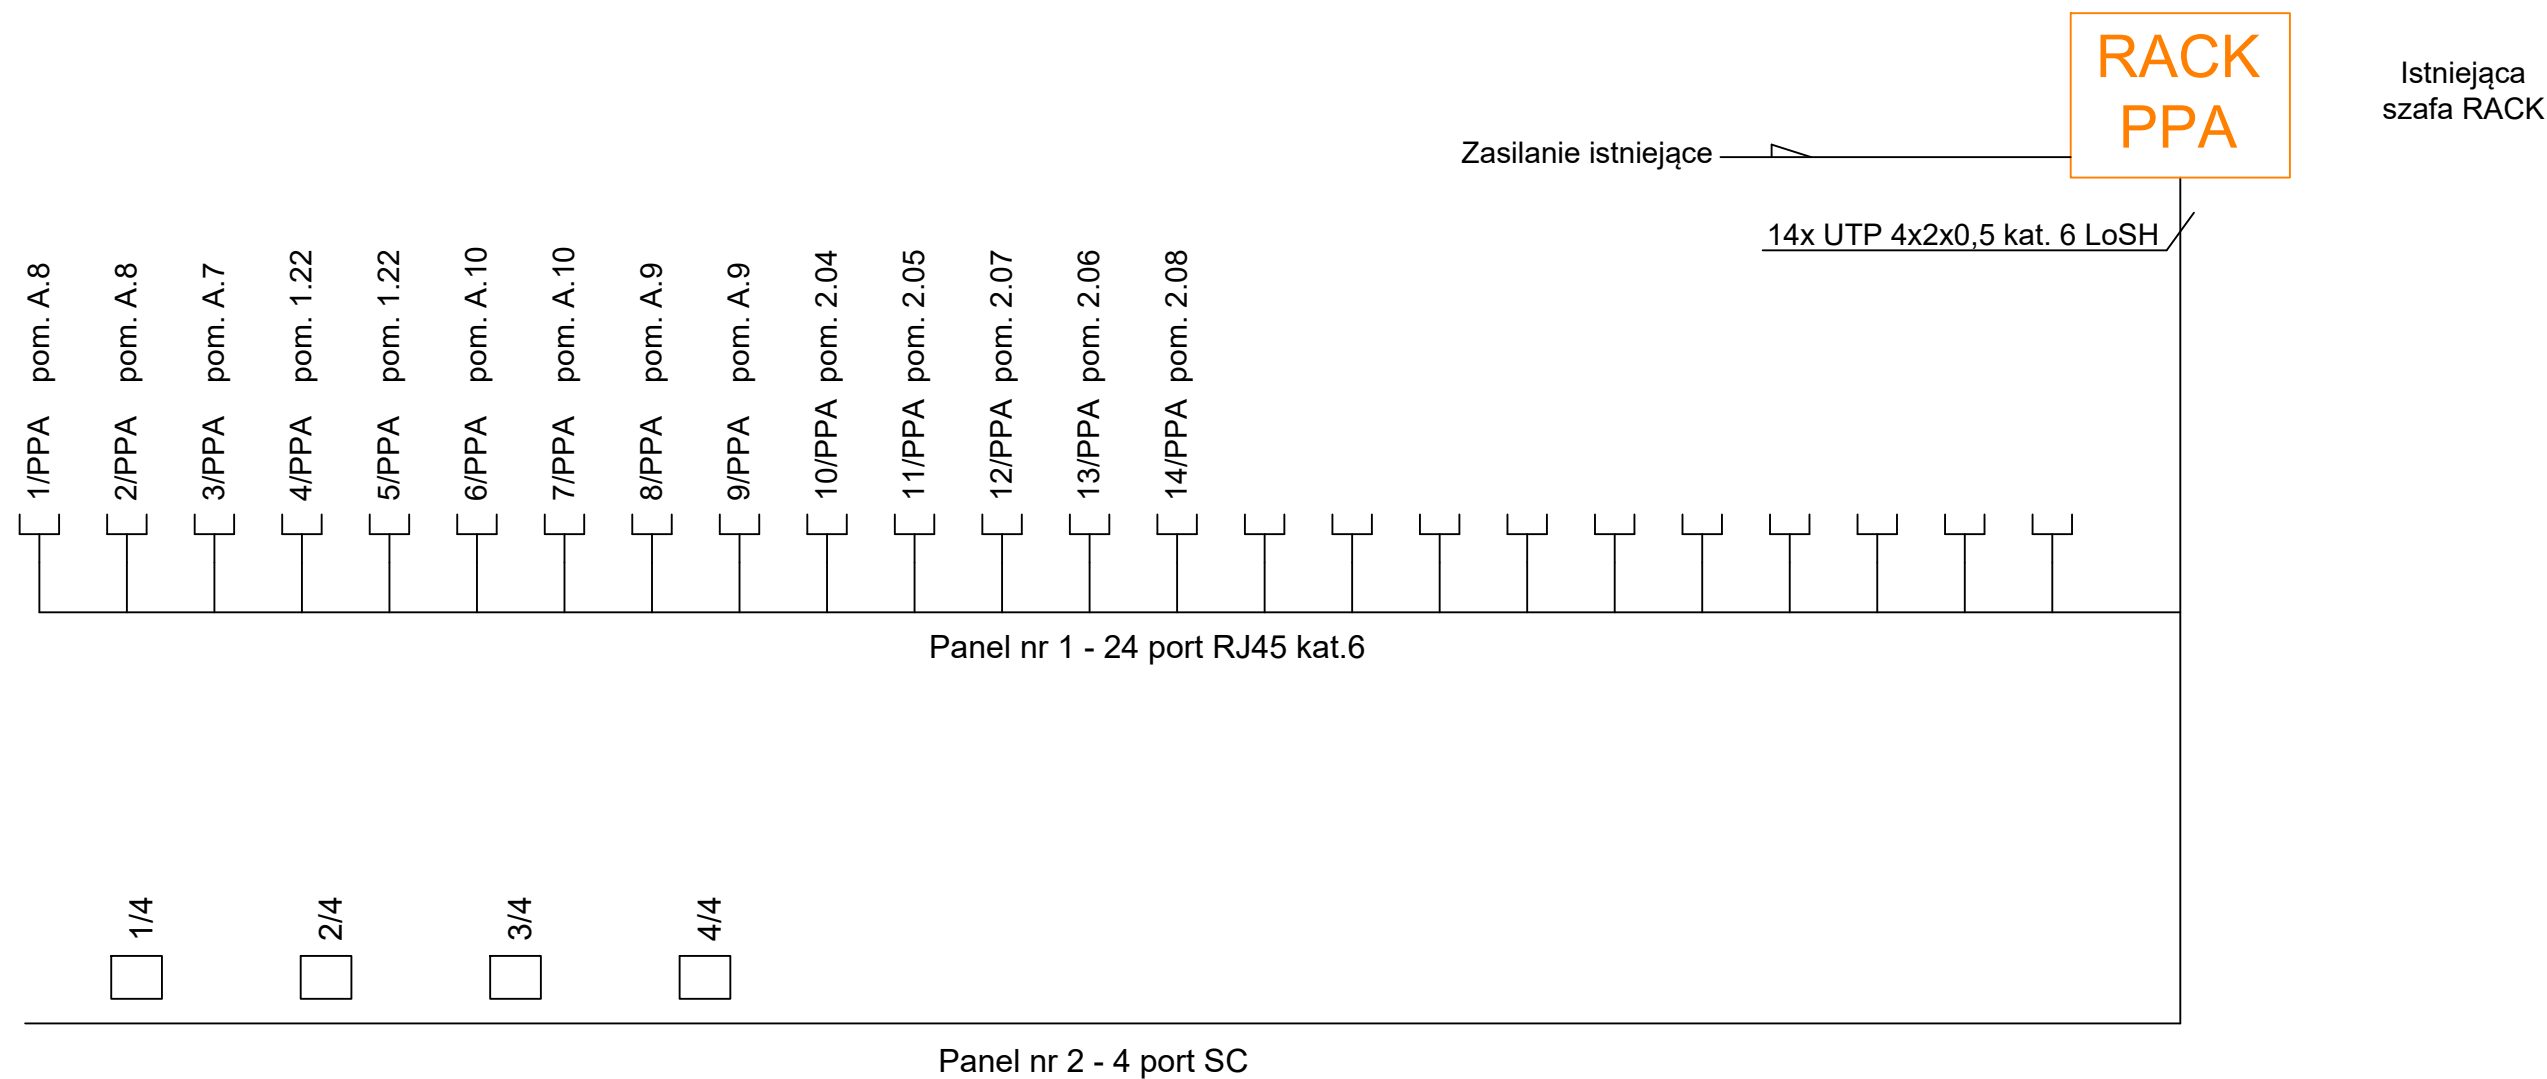 RACK
PPA
Istniejąca
szafa RACK
Zasilanie istniejące
14x UTP 4x2x0,5 kat. 6 LoSH
1/PPA pom. A.8
2/PPA pom. A.8
3/PPA pom. A.7
4/PPA pom. 1.22
5/PPA pom. 1.22
6/PPA pom. A.10
7/PPA pom. A.10
8/PPA pom. A.9
9/PPA pom. A.9
10/PPA pom. 2.04
11/PPA pom. 2.05
12/PPA pom. 2.07
13/PPA pom. 2.06
14/PPA pom. 2.08
Panel nr 1 - 24 port RJ45 kat.6
1/4
2/4
3/4
4/4
Panel nr 2 - 4 port SC